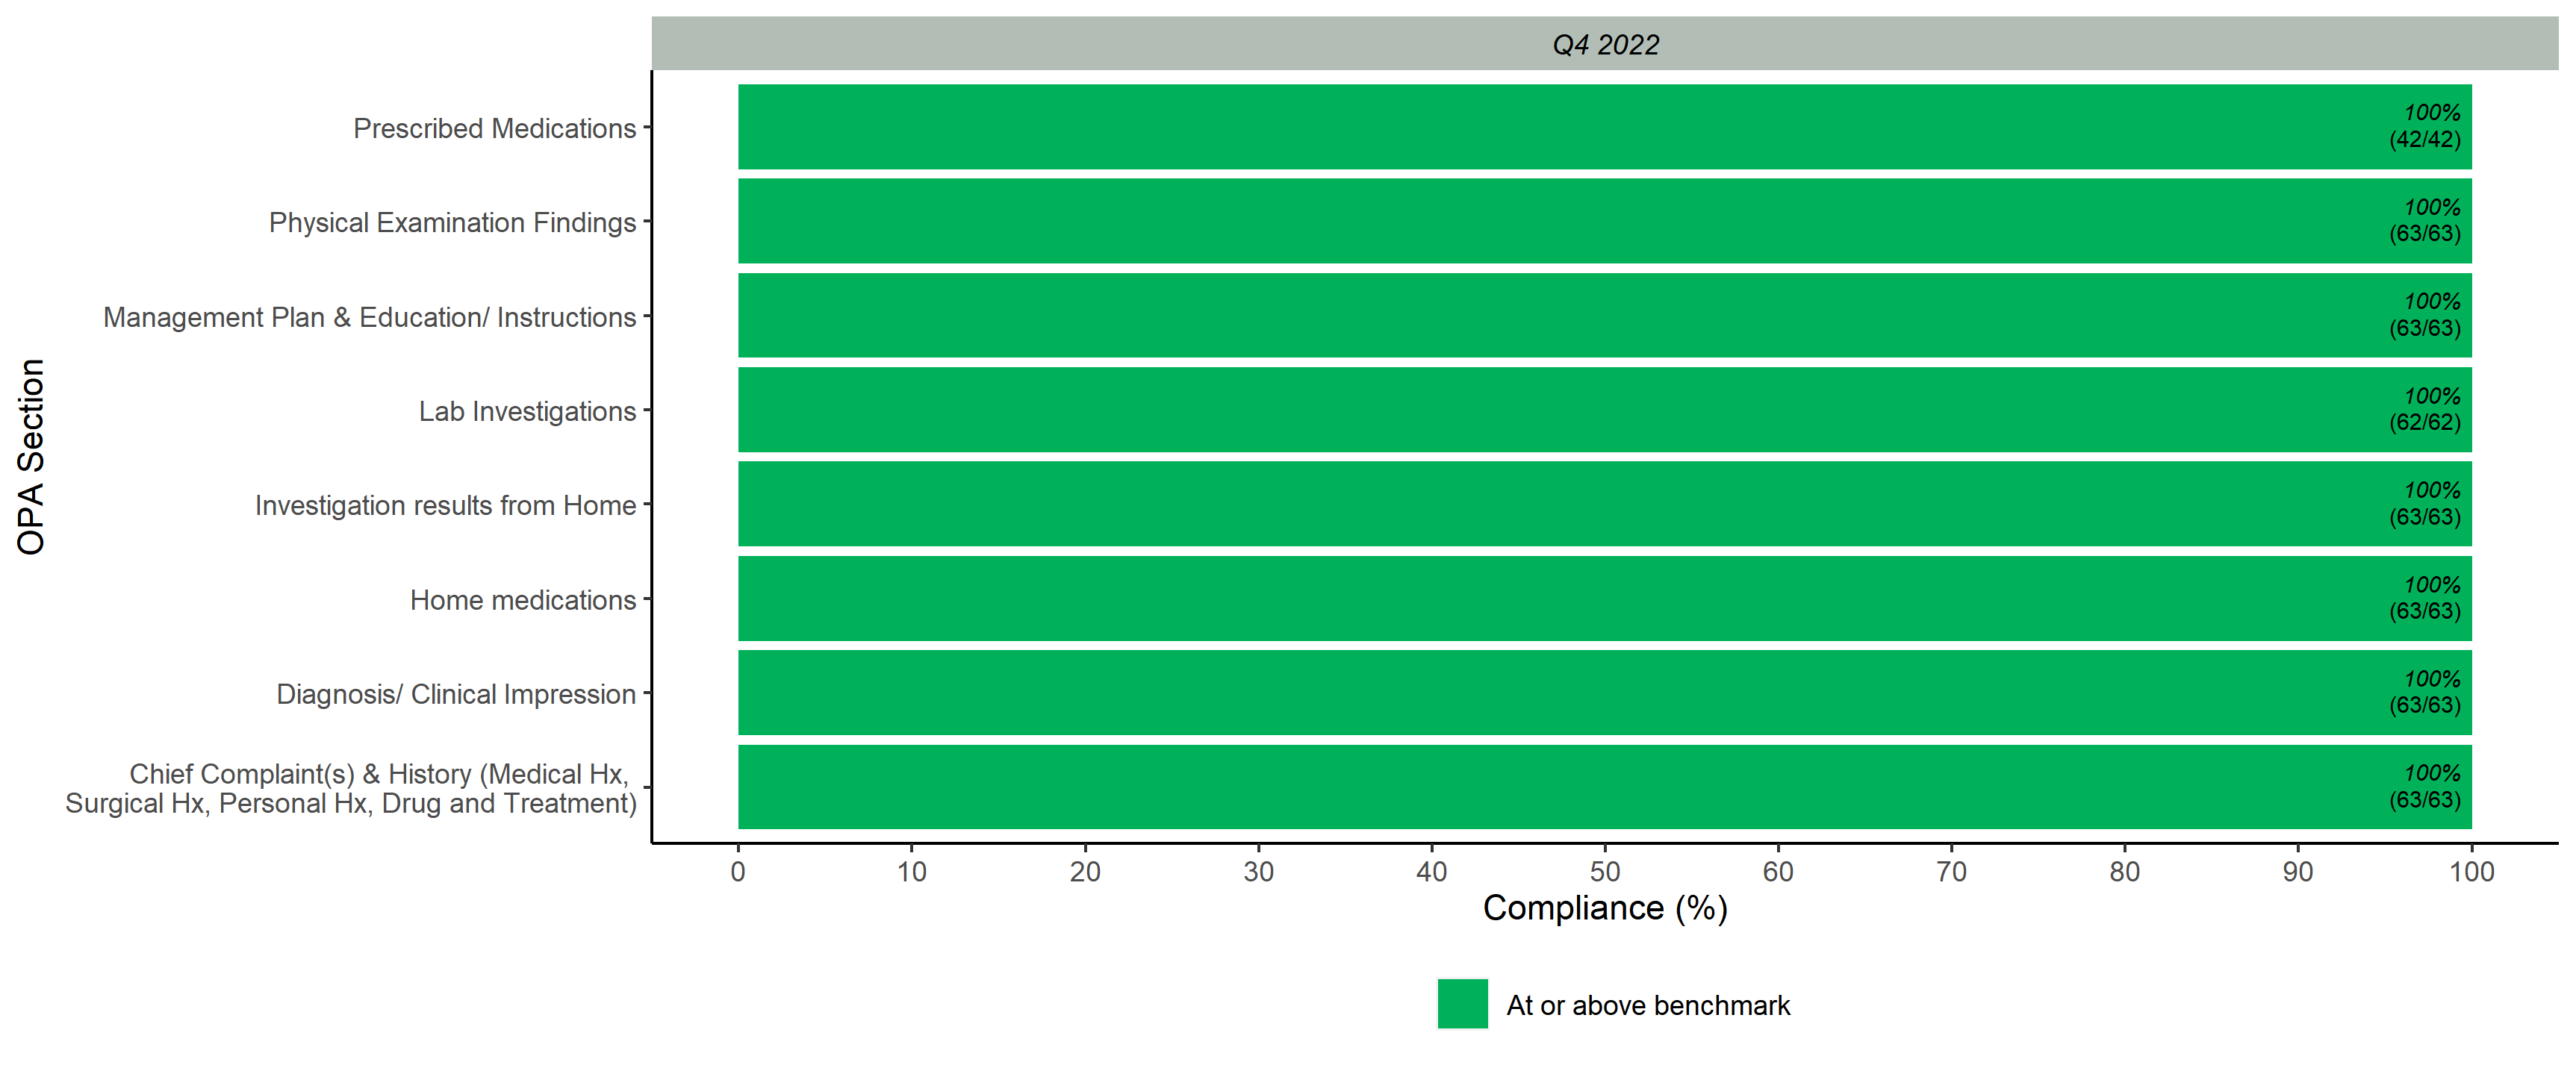 Q4 2022
OPA Section
Prescribed Medications
100%
(42/42)
Physical Examination Findings
100%
(63/63)
Management Plan & Education/ Instructions
100%
(63/63)
Lab Investigations
100%
(62/62)
Investigation results from Home
100%
(63/63)
Home medications
100%
(63/63)
Diagnosis/ Clinical Impression
100%
(63/63)
Chief Complaint(s) & History (Medical Hx,
Surgical Hx, Personal Hx, Drug and Treatment)
100%
(63/63)
0 10 20 30 40 50 60 70 80 90 100
Compliance (%)
At or above benchmark